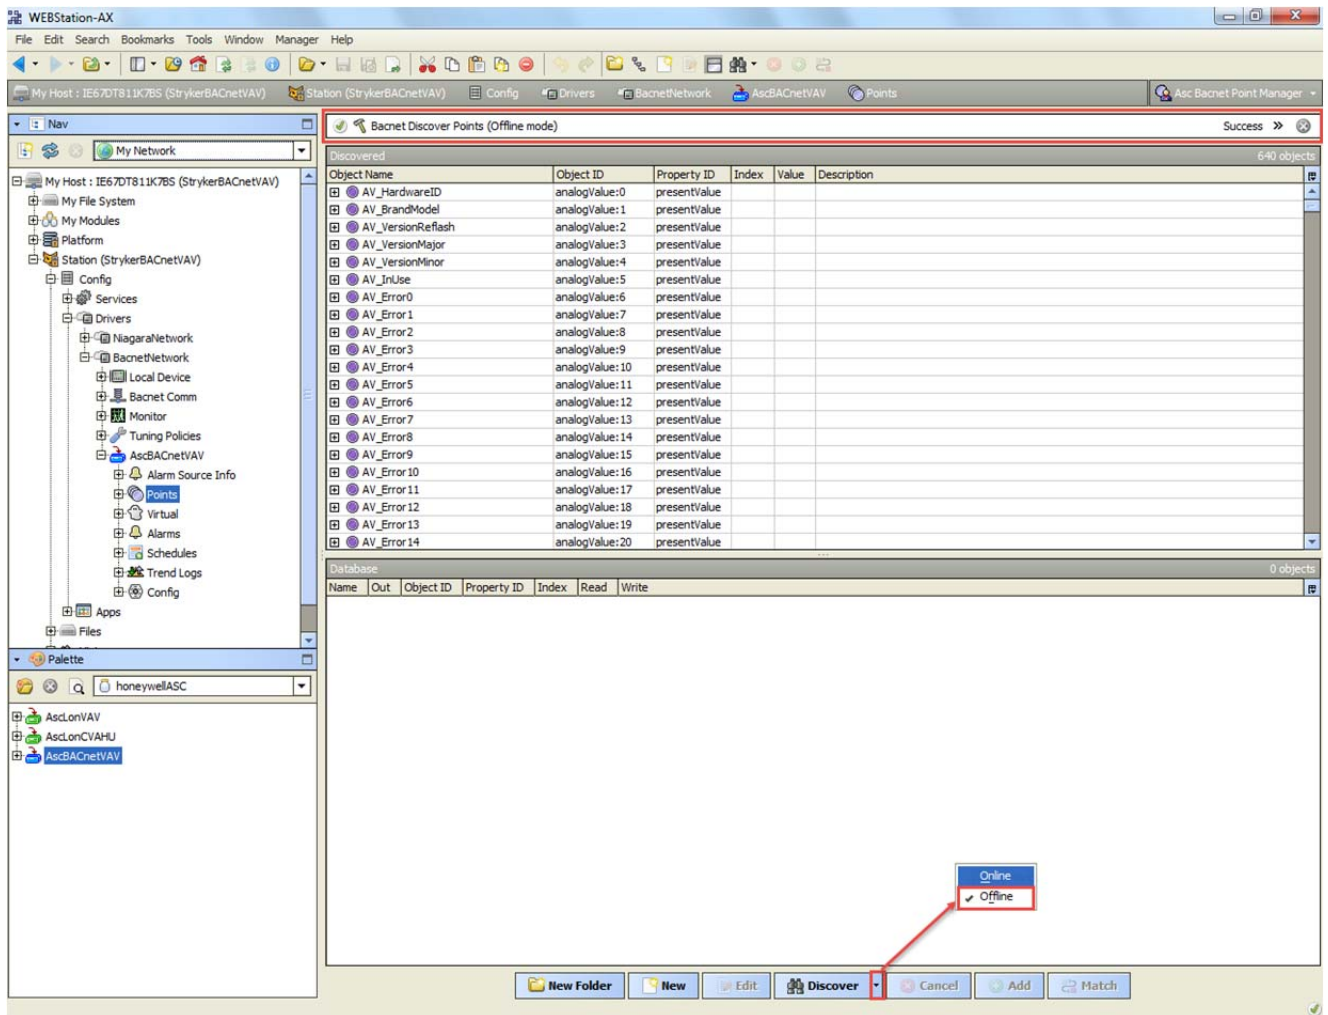 WEBStation-AX
File Edit Search Bookmarks Tools Window Manager Help
My Host : IE67DT811K7BS (StrykerBACnetVAV) Station (StrykerBACnetVAV) Config Drivers BacnetNetwork AscBACnetVAV Points Asc Bacnet Point Manager
Nav
My Network
My Host : IE67DT811K7BS (StrykerBACnetVAV)
My File System
My Modules
Platform
Station (StrykerBACnetVAV)
Config
Services
Drivers
NiagaraNetwork
BacnetNetwork
Local Device
Bacnet Comm
Monitor
Tuning Policies
AscBACnetVAV
Alarm Source Info
Points
Virtual
Alarms
Schedules
Trend Logs
Config
Apps
Files
Palette
honeywellASC
AscLonVAV
AscLonCVAHU
AscBACnetVAV
Bacnet Discover Points (Offline mode) Success »
Discovered 640 objects
Object Name Object ID Property ID Index Value Description
AV_HardwareID analogValue:0 presentValue
AV_BrandModel analogValue:1 presentValue
AV_VersionReflash analogValue:2 presentValue
AV_VersionMajor analogValue:3 presentValue
AV_VersionMinor analogValue:4 presentValue
AV_InUse analogValue:5 presentValue
AV_Error0 analogValue:6 presentValue
AV_Error1 analogValue:7 presentValue
AV_Error2 analogValue:8 presentValue
AV_Error3 analogValue:9 presentValue
AV_Error4 analogValue:10 presentValue
AV_Error5 analogValue:11 presentValue
AV_Error6 analogValue:12 presentValue
AV_Error7 analogValue:13 presentValue
AV_Error8 analogValue:14 presentValue
AV_Error9 analogValue:15 presentValue
AV_Error10 analogValue:16 presentValue
AV_Error11 analogValue:17 presentValue
AV_Error12 analogValue:18 presentValue
AV_Error13 analogValue:19 presentValue
AV_Error14 analogValue:20 presentValue
Database 0 objects
Name Out Object ID Property ID Index Read Write
Online
Offline
New Folder New Edit Discover Cancel Add Match